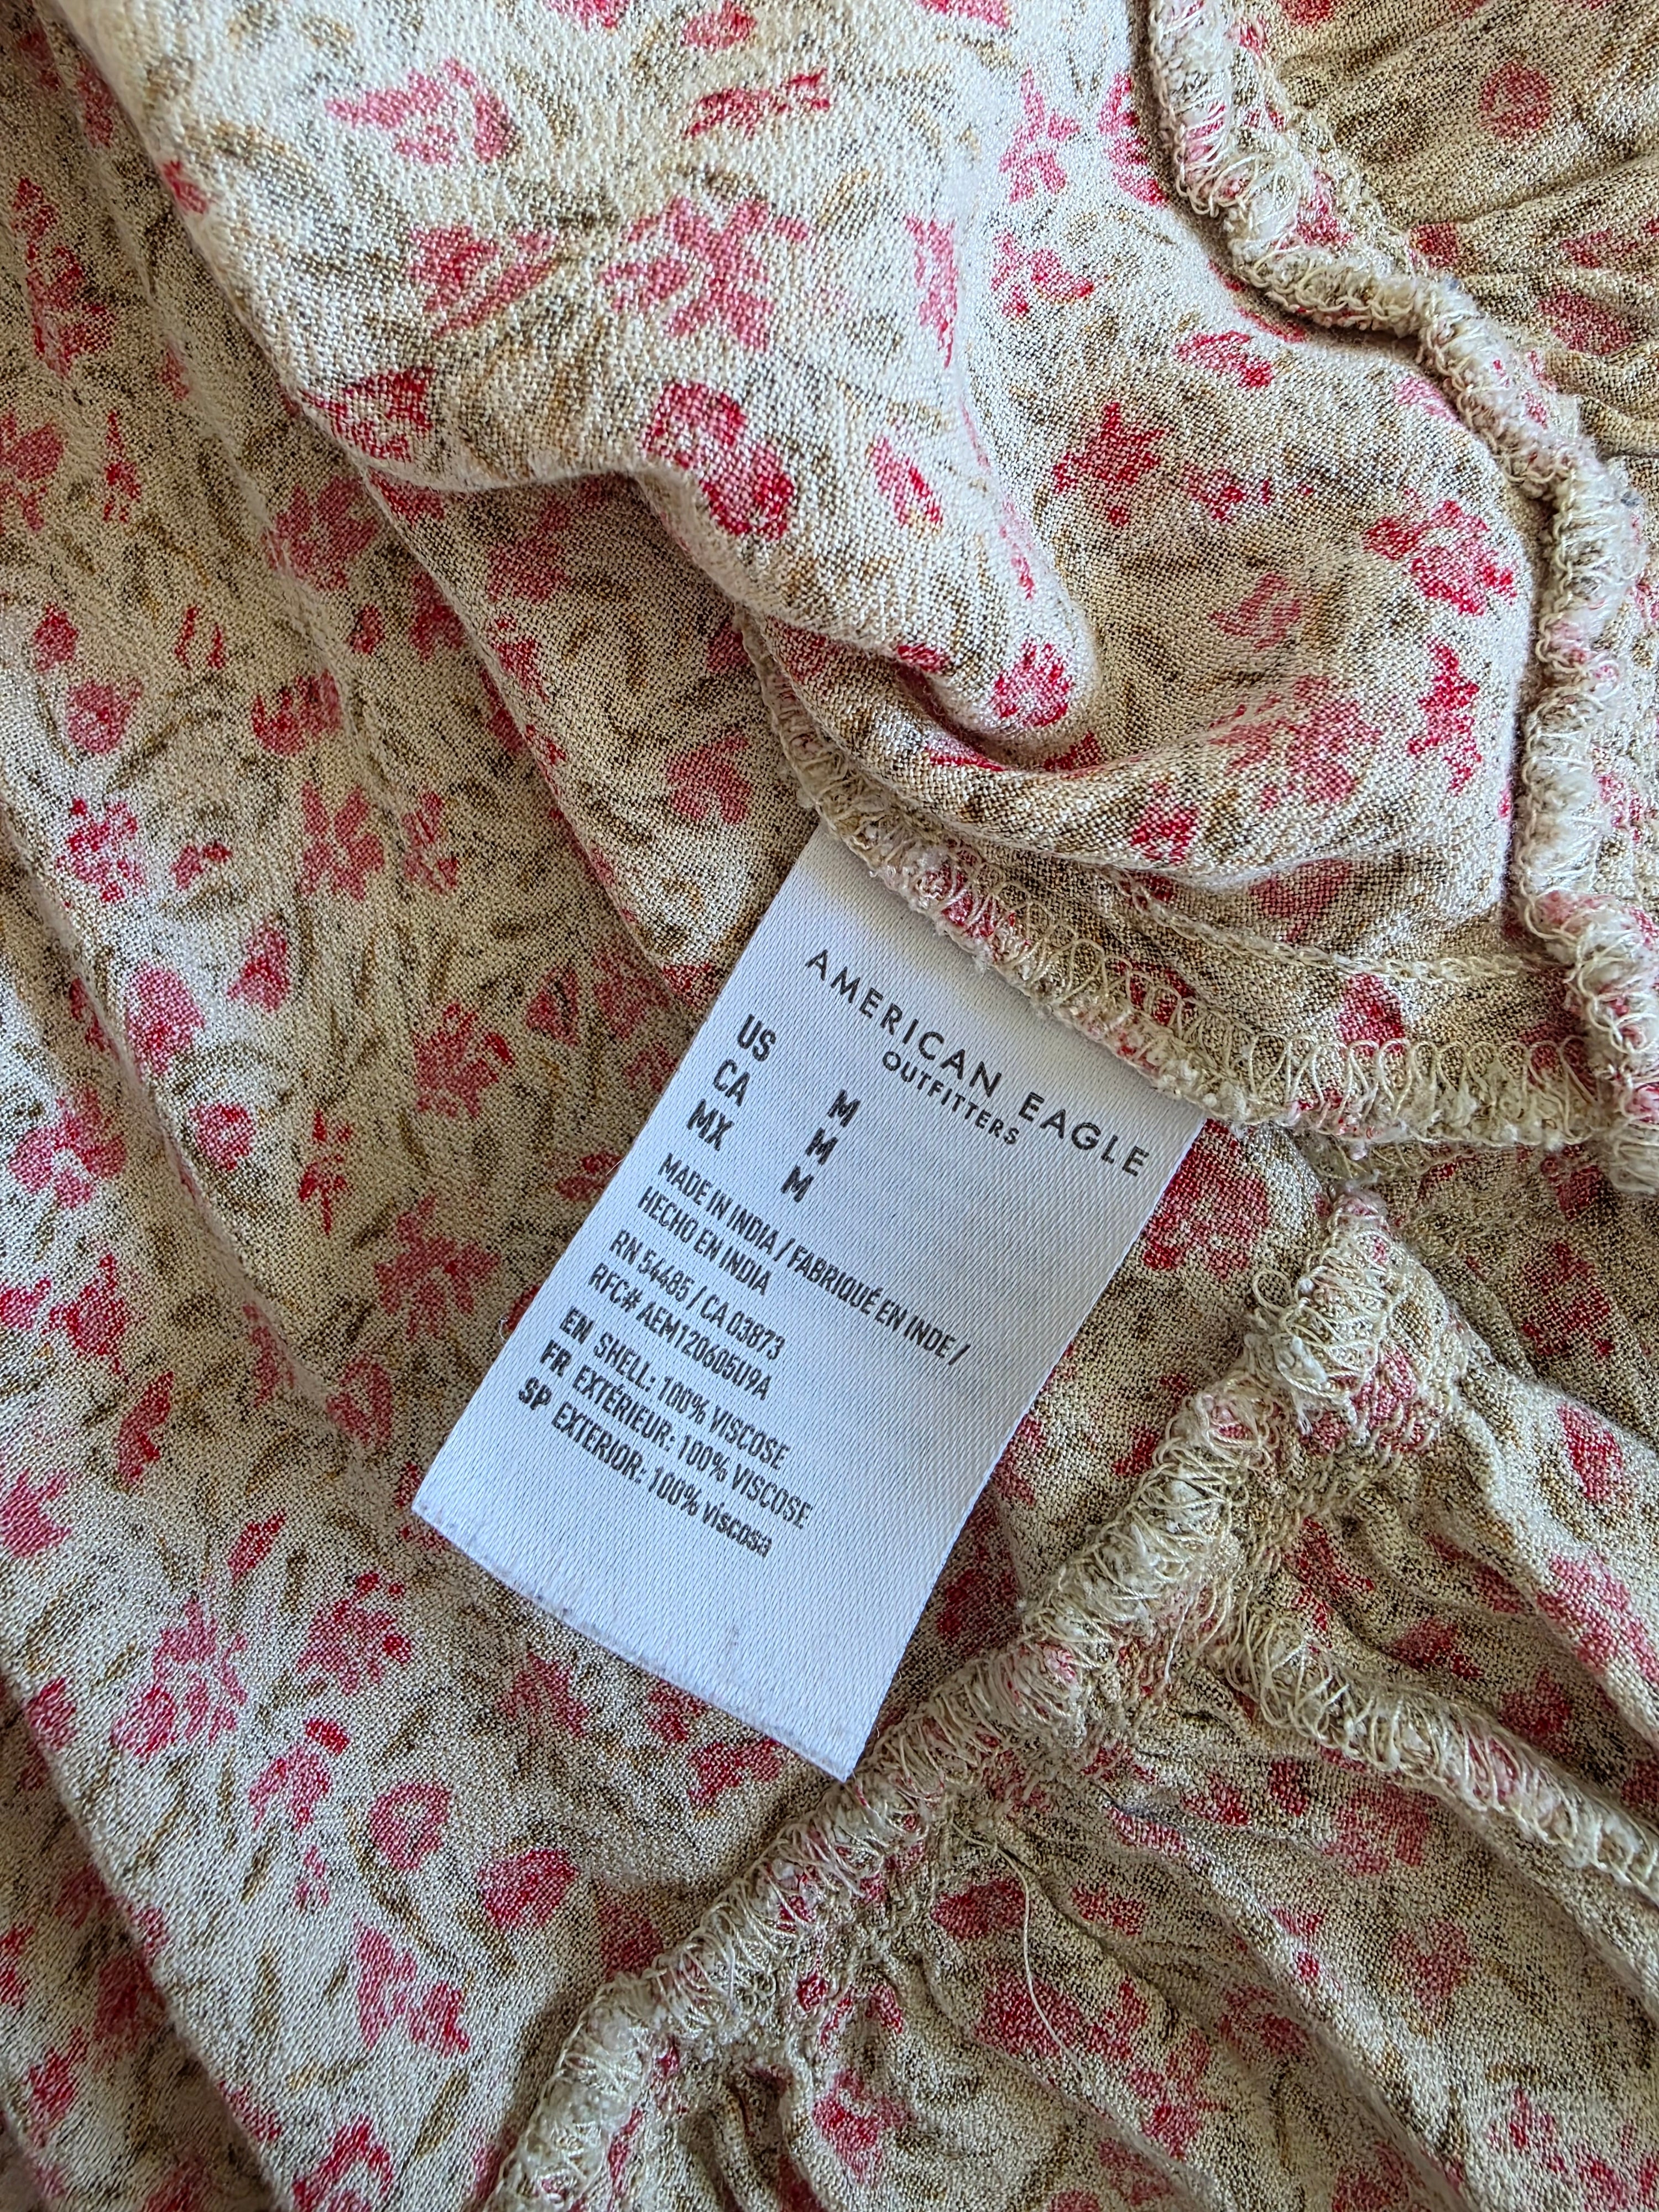 AMERICAN EAGLE
OUTFITTERS
US M
CA M
MX M
MADE IN INDIA / FABRIQUÉ EN INDE /
HECHO EN INDIA
RN 54485 / CA 03873
RFC# AEM120605U9A
EN SHELL: 100% VISCOSE
FR EXTÉRIEUR: 100% VISCOSE
SP EXTERIOR: 100% viscosa